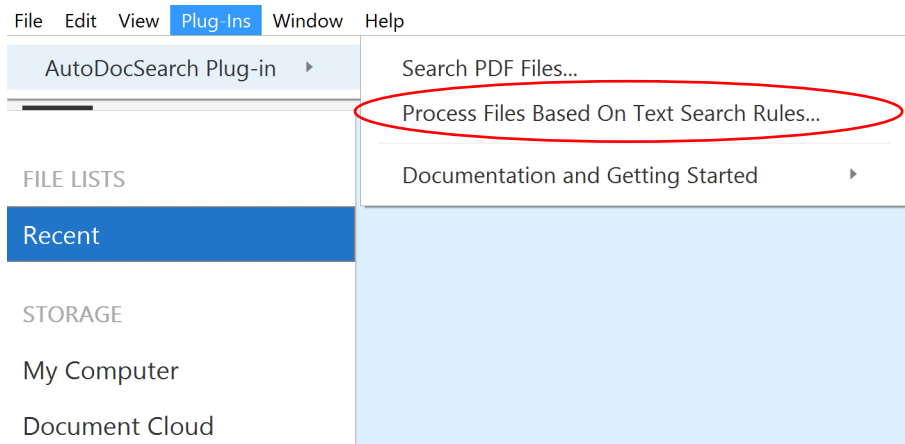 File Edit View Plug-Ins Window Help
AutoDocSearch Plug-in
Search PDF Files...
Process Files Based On Text Search Rules...
Documentation and Getting Started
FILE LISTS
Recent
STORAGE
My Computer
Document Cloud